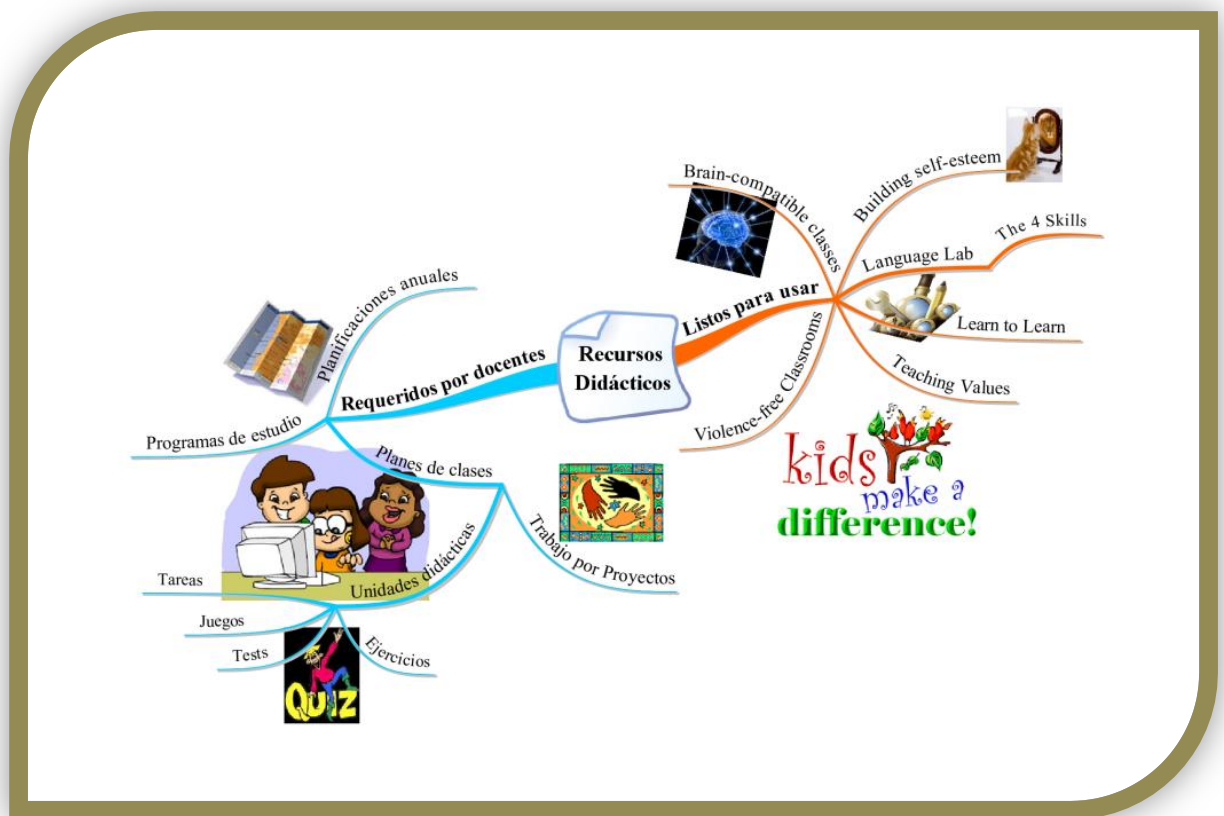 Recursos
Didácticos
Listos para usar
Brain-compatible classes
Building self-esteem
Language Lab
The 4 Skills
Learn to Learn
Teaching Values
Violence-free Classrooms
kids
make a
difference!
Requeridos por docentes
Planificaciones anuales
Programas de estudio
Planes de clases
Trabajo por Proyectos
Unidades didácticas
Tareas
Juegos
Tests
Ejercicios
QUIZ